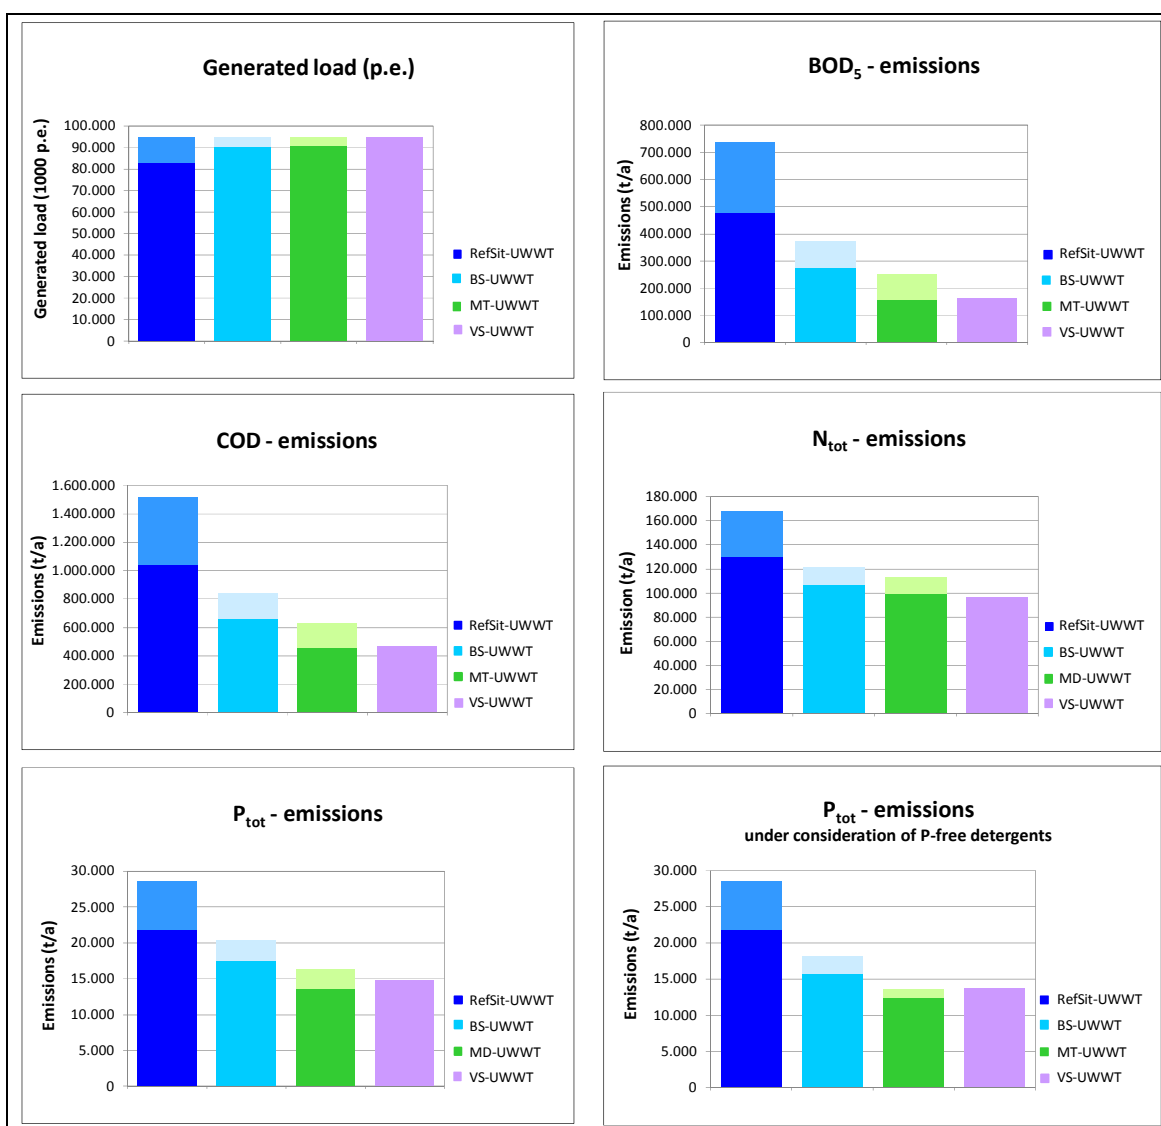 Generated load (p.e.)
Generated load (1000 p.e.)
100.000
90.000
80.000
70.000
60.000
50.000
40.000
30.000
20.000
10.000
0
RefSit-UWWT
BS-UWWT
MT-UWWT
VS-UWWT
BOD5 - emissions
Emissions (t/a)
800.000
700.000
600.000
500.000
400.000
300.000
200.000
100.000
0
RefSit-UWWT
BS-UWWT
MT-UWWT
VS-UWWT
COD - emissions
Emissions (t/a)
1.600.000
1.400.000
1.200.000
1.000.000
800.000
600.000
400.000
200.000
0
RefSit-UWWT
BS-UWWT
MT-UWWT
VS-UWWT
Ntot - emissions
Emission (t/a)
180.000
160.000
140.000
120.000
100.000
80.000
60.000
40.000
20.000
0
RefSit-UWWT
BS-UWWT
MD-UWWT
VS-UWWT
Ptot - emissions
Emissions (t/a)
30.000
25.000
20.000
15.000
10.000
5.000
0
RefSit-UWWT
BS-UWWT
MD-UWWT
VS-UWWT
Ptot - emissions
under consideration of P-free detergents
Emissions (t/a)
30.000
25.000
20.000
15.000
10.000
5.000
0
RefSit-UWWT
BS-UWWT
MT-UWWT
VS-UWWT